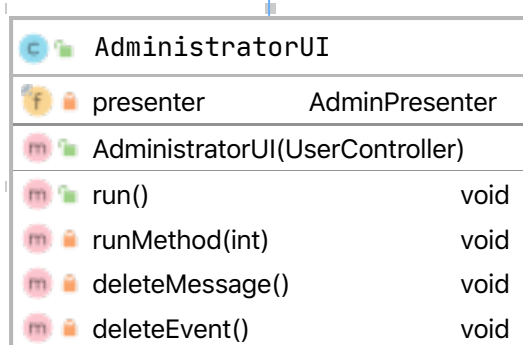 c AdministratorUI
f presenter AdminPresenter
m AdministratorUI(UserController)
m run() void
m runMethod(int) void
m deleteMessage() void
m deleteEvent() void